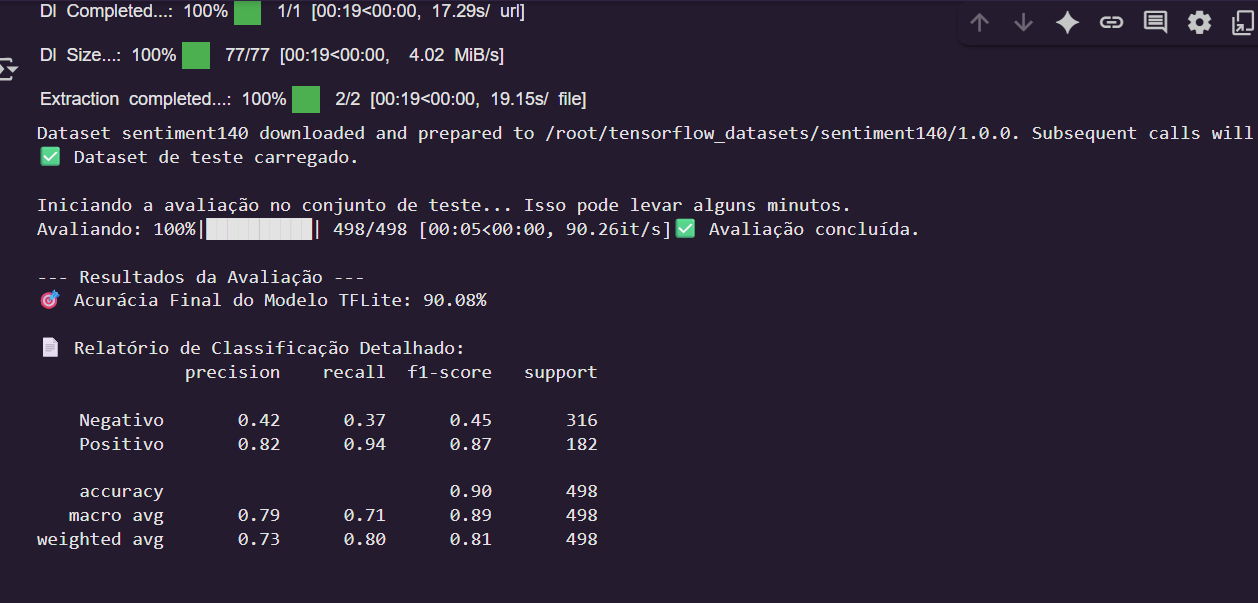 Dl Completed...: 100% 1/1 [00:19<00:00, 17.29s/ url]
Dl Size...: 100% 77/77 [00:19<00:00, 4.02 MiB/s]
Extraction completed...: 100% 2/2 [00:19<00:00, 19.15s/ file]
Dataset sentiment140 downloaded and prepared to /root/tensorflow_datasets/sentiment140/1.0.0. Subsequent calls will
✅ Dataset de teste carregado.
Iniciando a avaliação no conjunto de teste... Isso pode levar alguns minutos.
Avaliando: 100%|██████████| 498/498 [00:05<00:00, 90.26it/s]✅ Avaliação concluída.
--- Resultados da Avaliação ---
🎯 Acurácia Final do Modelo TFLite: 90.08%
📄 Relatório de Classificação Detalhado:
precision recall f1-score support
Negativo 0.42 0.37 0.45 316
Positivo 0.82 0.94 0.87 182
accuracy 0.90 498
macro avg 0.79 0.71 0.89 498
weighted avg 0.73 0.80 0.81 498